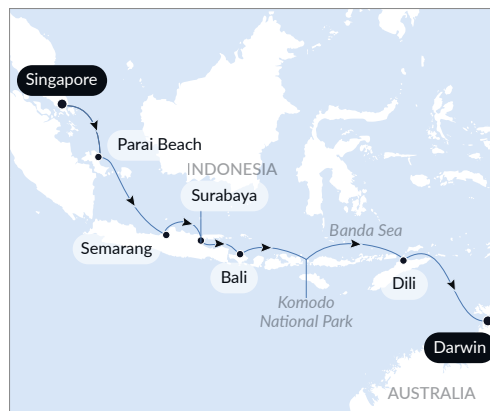 Singapore
Parai Beach
INDONESIA
Surabaya
Banda Sea
Semarang
Bali
Dili
Komodo
National Park
Darwin
AUSTRALIA